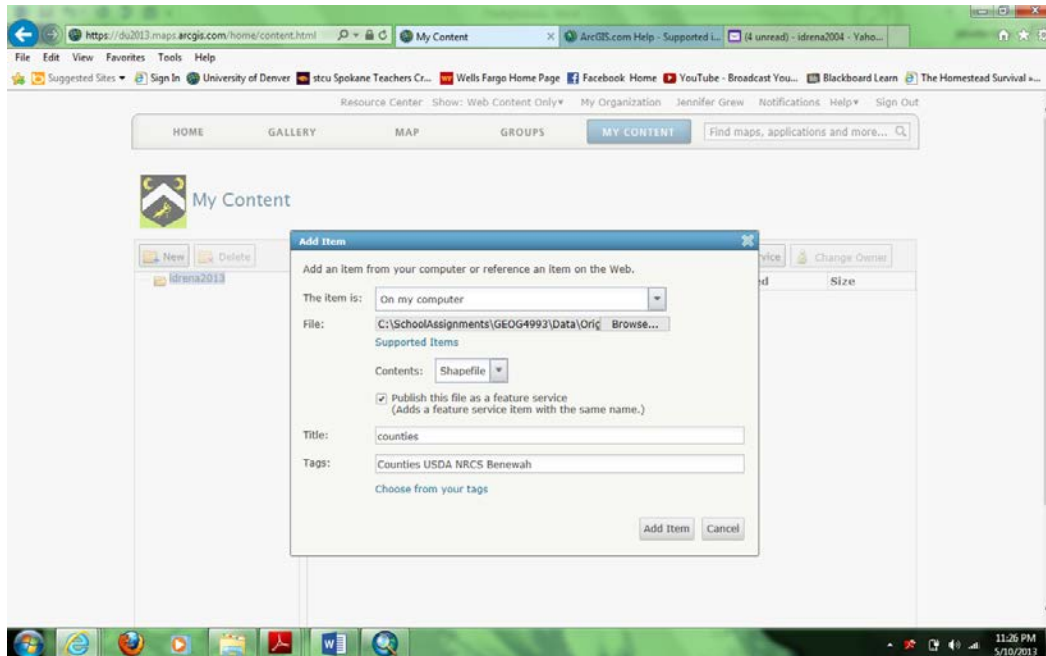 https://du2013.maps.arcgis.com/home/content.html
My Content
ArcGIS.com Help - Supported i...
(4 unread) - idrena2004 - Yaho...
File Edit View Favorites Tools Help
Suggested Sites Sign In University of Denver stcu Spokane Teachers Cr... Wells Fargo Home Page Facebook Home YouTube - Broadcast You... Blackboard Learn The Homestead Survival »...
Resource Center Show: Web Content Only My Organization Jennifer Grew Notifications Help Sign Out
HOME GALLERY MAP GROUPS MY CONTENT Find maps, applications and more...
My Content
Add Item
New Delete
vice Change Owner
Add an item from your computer or reference an item on the Web.
idrena2013
ed Size
The item is: On my computer
File: C:\SchoolAssignments\GEOG4993\Data\Orig Browse...
Supported Items
Contents: Shapefile
Publish this file as a feature service
(Adds a feature service item with the same name.)
Title: counties
Tags: Counties USDA NRCS Benewah
Choose from your tags
Add Item Cancel
11:26 PM
5/10/2013